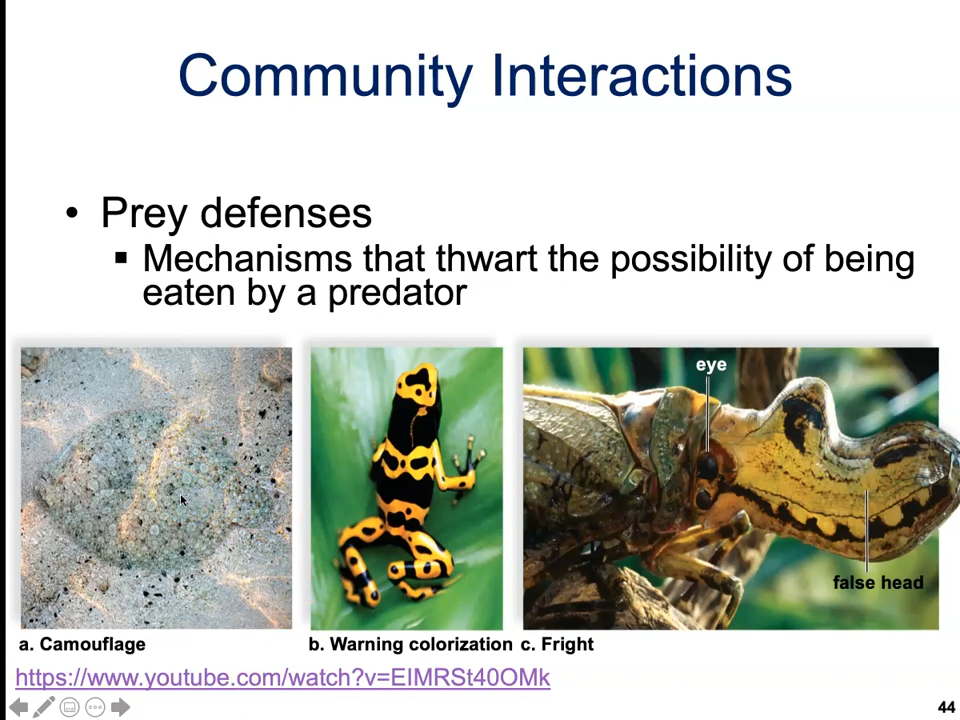 Community Interactions
• Prey defenses
▪ Mechanisms that thwart the possibility of being
eaten by a predator
eye
false head
a. Camouflage
b. Warning colorization c. Fright
https://www.youtube.com/watch?v=EIMRSt40OMk
44